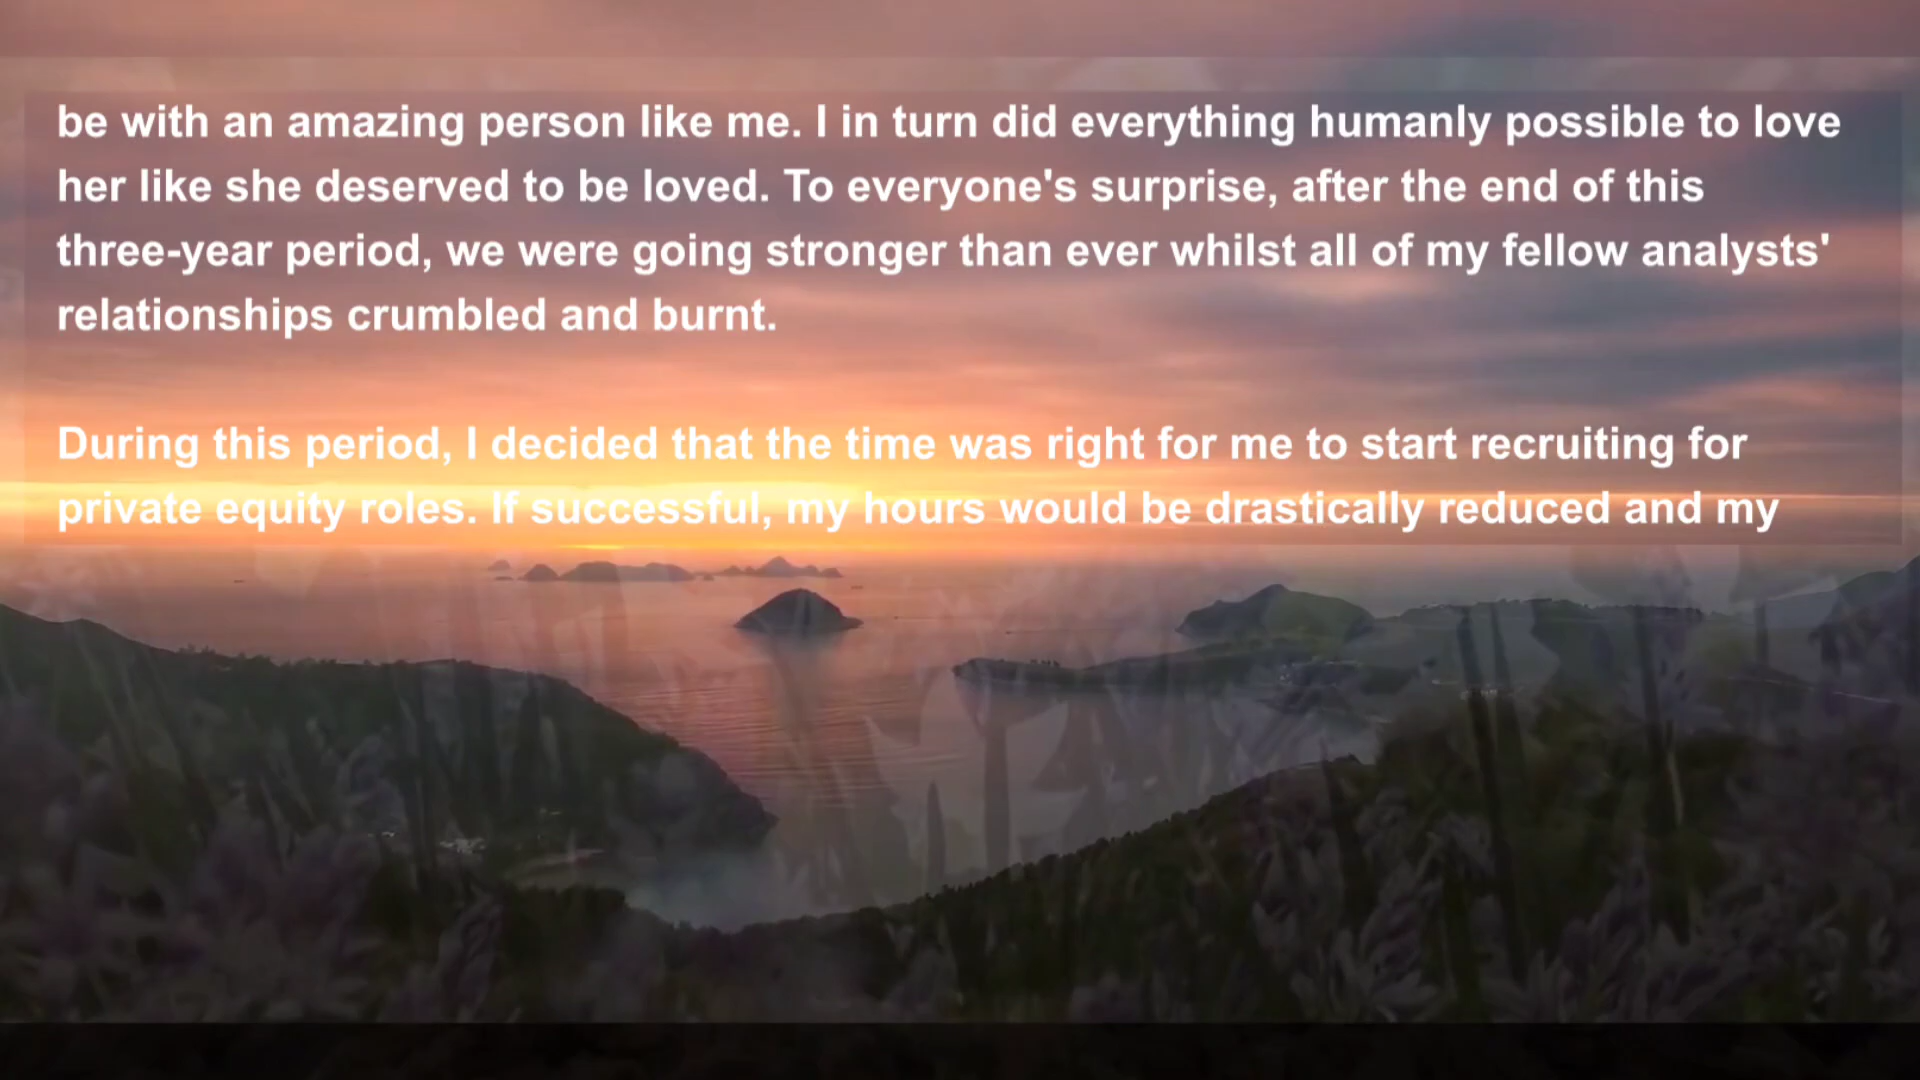 be with an amazing person like me. I in turn did everything humanly possible to love
her like she deserved to be loved. To everyone's surprise, after the end of this
three-year period, we were going stronger than ever whilst all of my fellow analysts'
relationships crumbled and burnt.
During this period, I decided that the time was right for me to start recruiting for
private equity roles. If successful, my hours would be drastically reduced and my